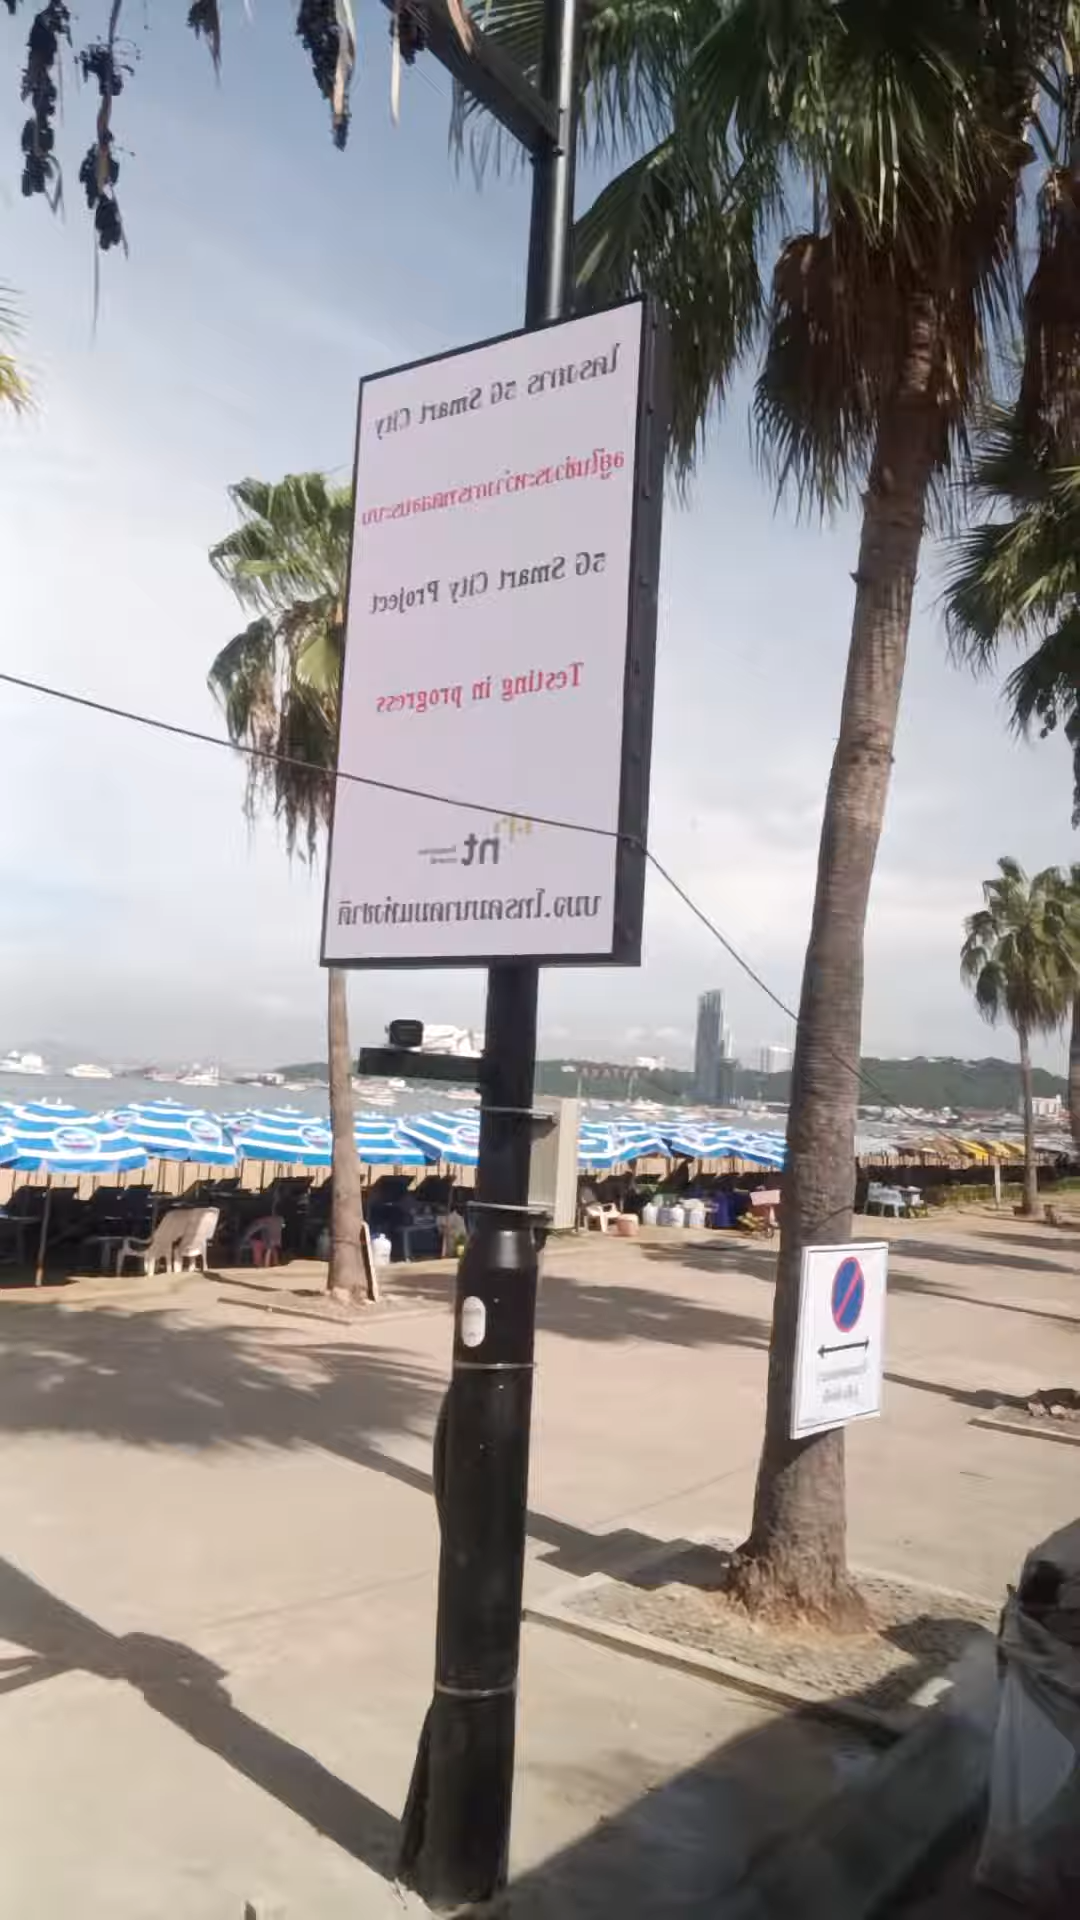 โครงการ 5G Smart City
อยู่ในช่วงระหว่างการทดสอบระบบ
5G Smart City Project
Testing in progress
nt
บมจ.โทรคมนาคมแห่งชาติ